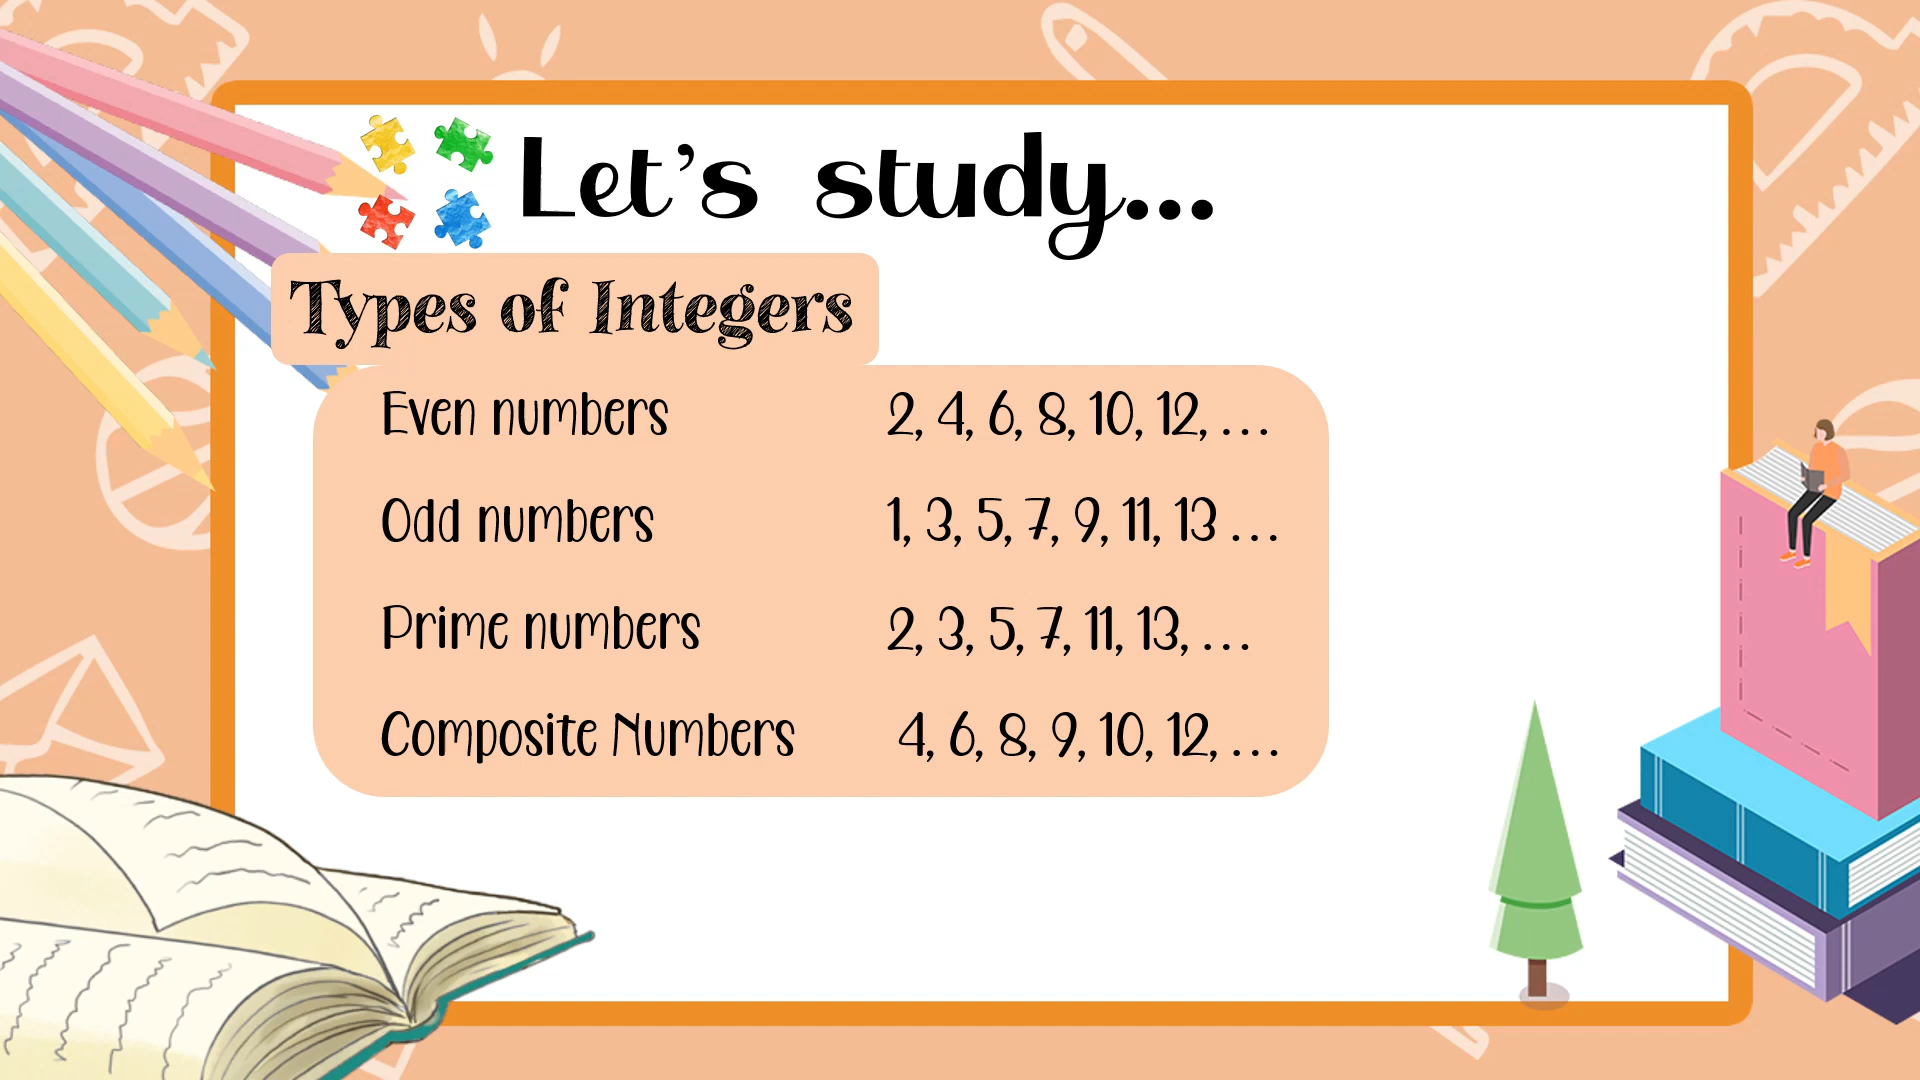 Let's study...
Types of Integers
Even numbers 2, 4, 6, 8, 10, 12, ...
Odd numbers 1, 3, 5, 7, 9, 11, 13 ...
Prime numbers 2, 3, 5, 7, 11, 13, ...
Composite Numbers 4, 6, 8, 9, 10, 12, ...